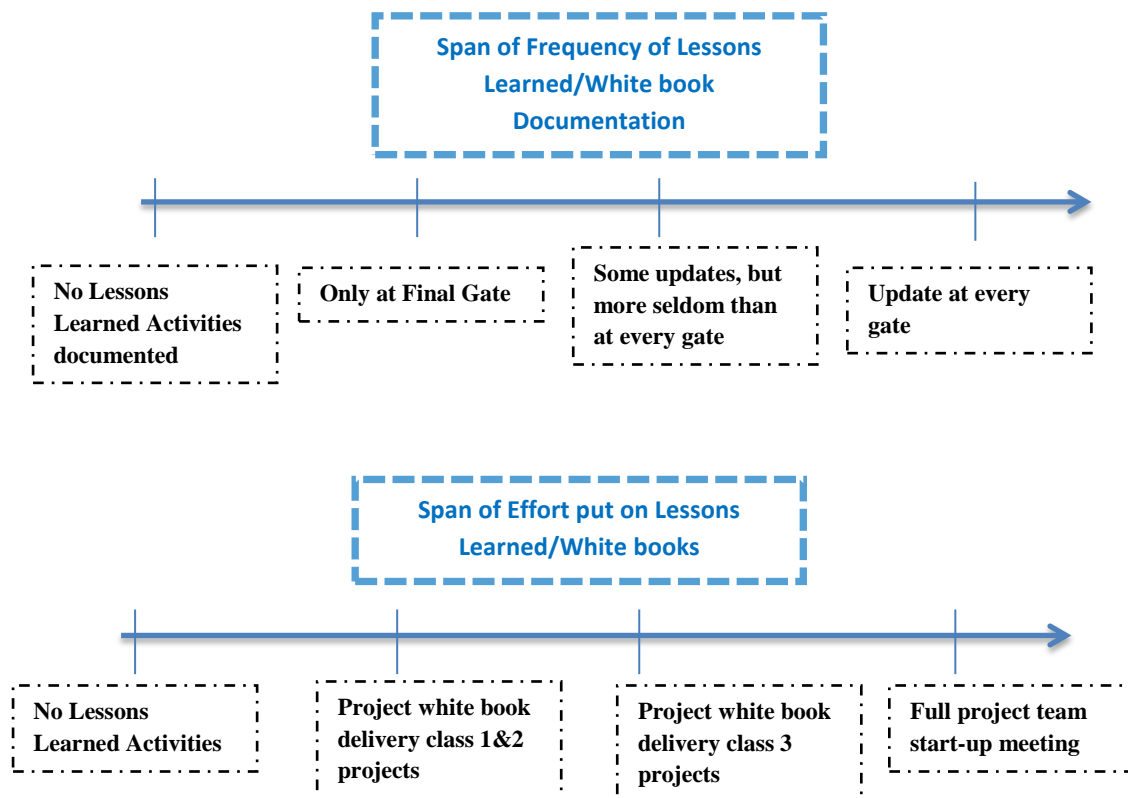 Span of Frequency of Lessons
Learned/White book
Documentation
No Lessons
Learned Activities
documented
Only at Final Gate
Some updates, but
more seldom than
at every gate
Update at every
gate
Span of Effort put on Lessons
Learned/White books
No Lessons
Learned Activities
Project white book
delivery class 1&2
projects
Project white book
delivery class 3
projects
Full project team
start-up meeting